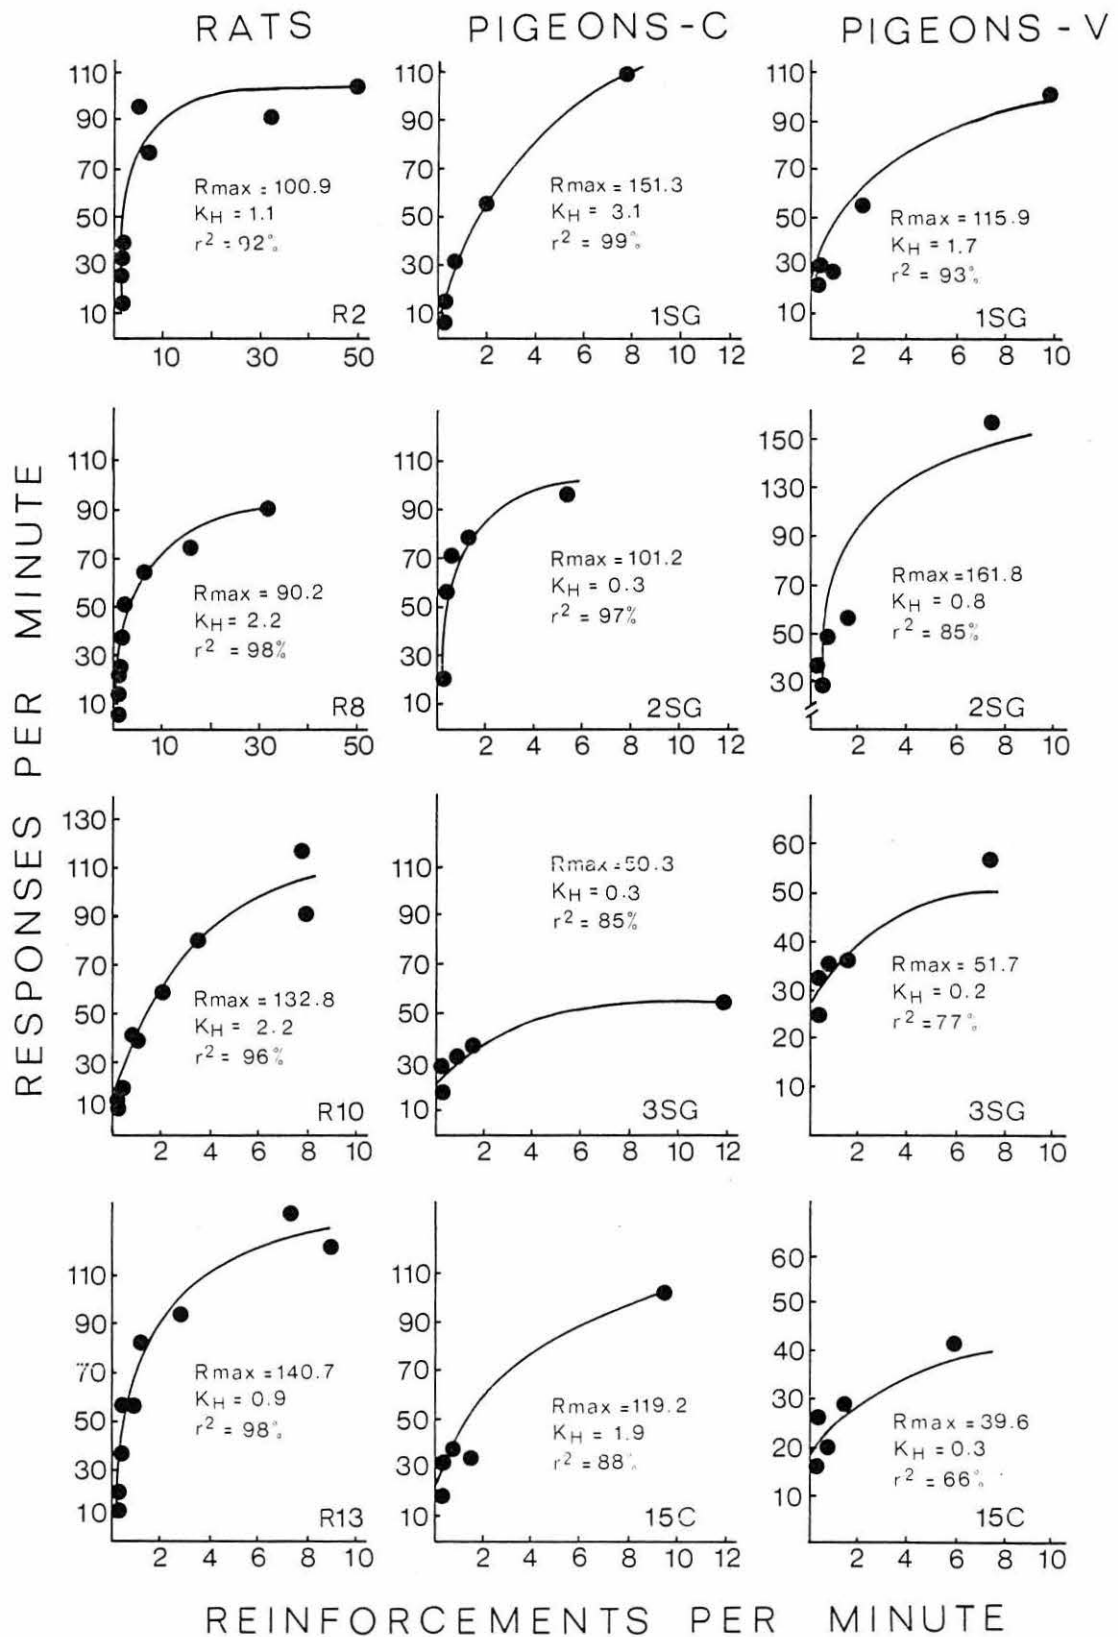 RATS
PIGEONS-C
PIGEONS-V
RESPONSES PER MINUTE
110
90
70
50
30
10
Rmax = 100.9
KH = 1.1
r² = 92%
R2
10 30 50
110
90
70
50
30
10
Rmax = 151.3
KH = 3.1
r² = 99%
1SG
2 4 6 8 10 12
110
90
70
50
30
10
Rmax = 115.9
KH = 1.7
r² = 93%
1SG
2 4 6 8 10
110
90
70
50
30
10
Rmax = 90.2
KH = 2.2
r² = 98%
R8
10 30 50
110
90
70
50
30
10
Rmax = 101.2
KH = 0.3
r² = 97%
2SG
2 4 6 8 10 12
150
130
90
70
50
30
Rmax = 161.8
KH = 0.8
r² = 85%
2SG
2 4 6 8 10
130
110
90
70
50
30
10
Rmax = 132.8
KH = 2.2
r² = 96%
R10
2 4 6 8 10
110
90
70
50
30
10
Rmax = 50.3
KH = 0.3
r² = 85%
3SG
2 4 6 8 10 12
60
50
40
30
20
10
Rmax = 51.7
KH = 0.2
r² = 77%
3SG
2 4 6 8 10
110
90
70
50
30
10
Rmax = 140.7
KH = 0.9
r² = 98%
R13
2 4 6 8 10
110
90
70
50
30
10
Rmax = 119.2
KH = 1.9
r² = 88%
15C
2 4 6 8 10 12
60
50
40
30
20
10
Rmax = 39.6
KH = 0.3
r² = 66%
15C
2 4 6 8 10
REINFORCEMENTS PER MINUTE